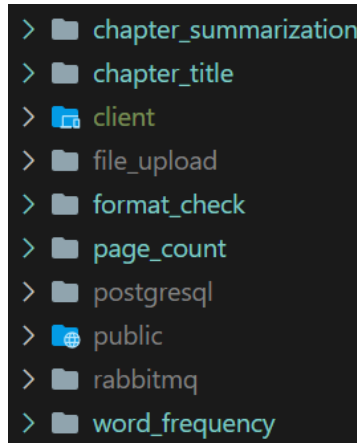 chapter_summarization
chapter_title
client
file_upload
format_check
page_count
postgresql
public
rabbitmq
word_frequency